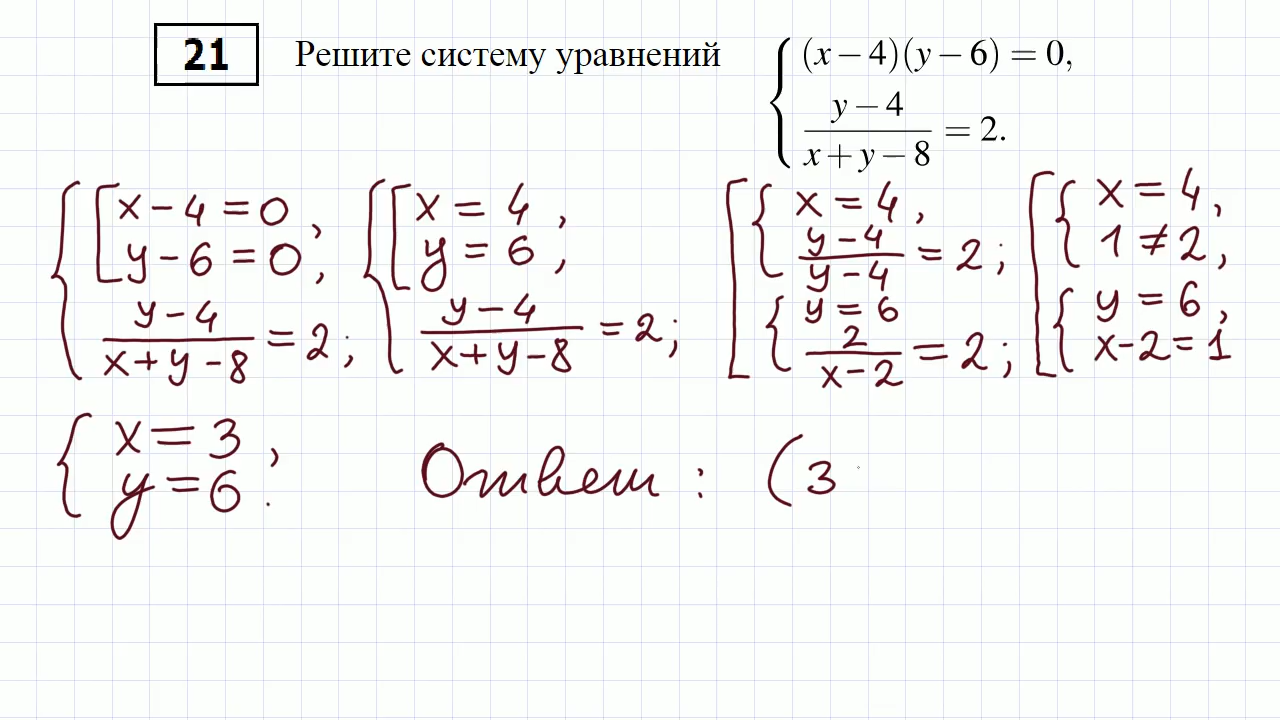 21 Решите систему уравнений
(x − 4)(y − 6) = 0,
y − 4
x + y − 8 = 2.
x − 4 = 0
y − 6 = 0;
y − 4
x + y − 8 = 2;
x = 4,
y = 6;
y − 4
x + y − 8 = 2;
x = 4,
y − 4
y − 4 = 2;
y = 6
2
x − 2 = 2;
x = 4,
1 ≠ 2,
y = 6,
x − 2 = 1
x = 3;
y = 6.
Ответ: (3